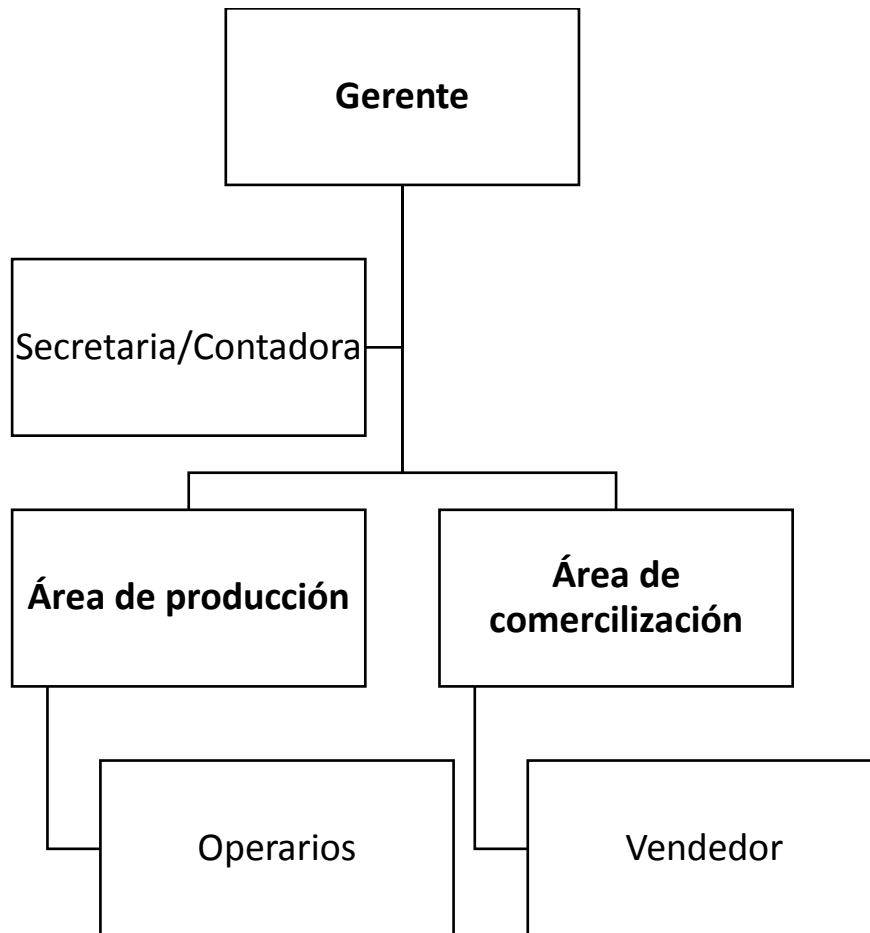 Gerente
Secretaria/Contadora
Área de producción
Área de
comercilización
Operarios
Vendedor